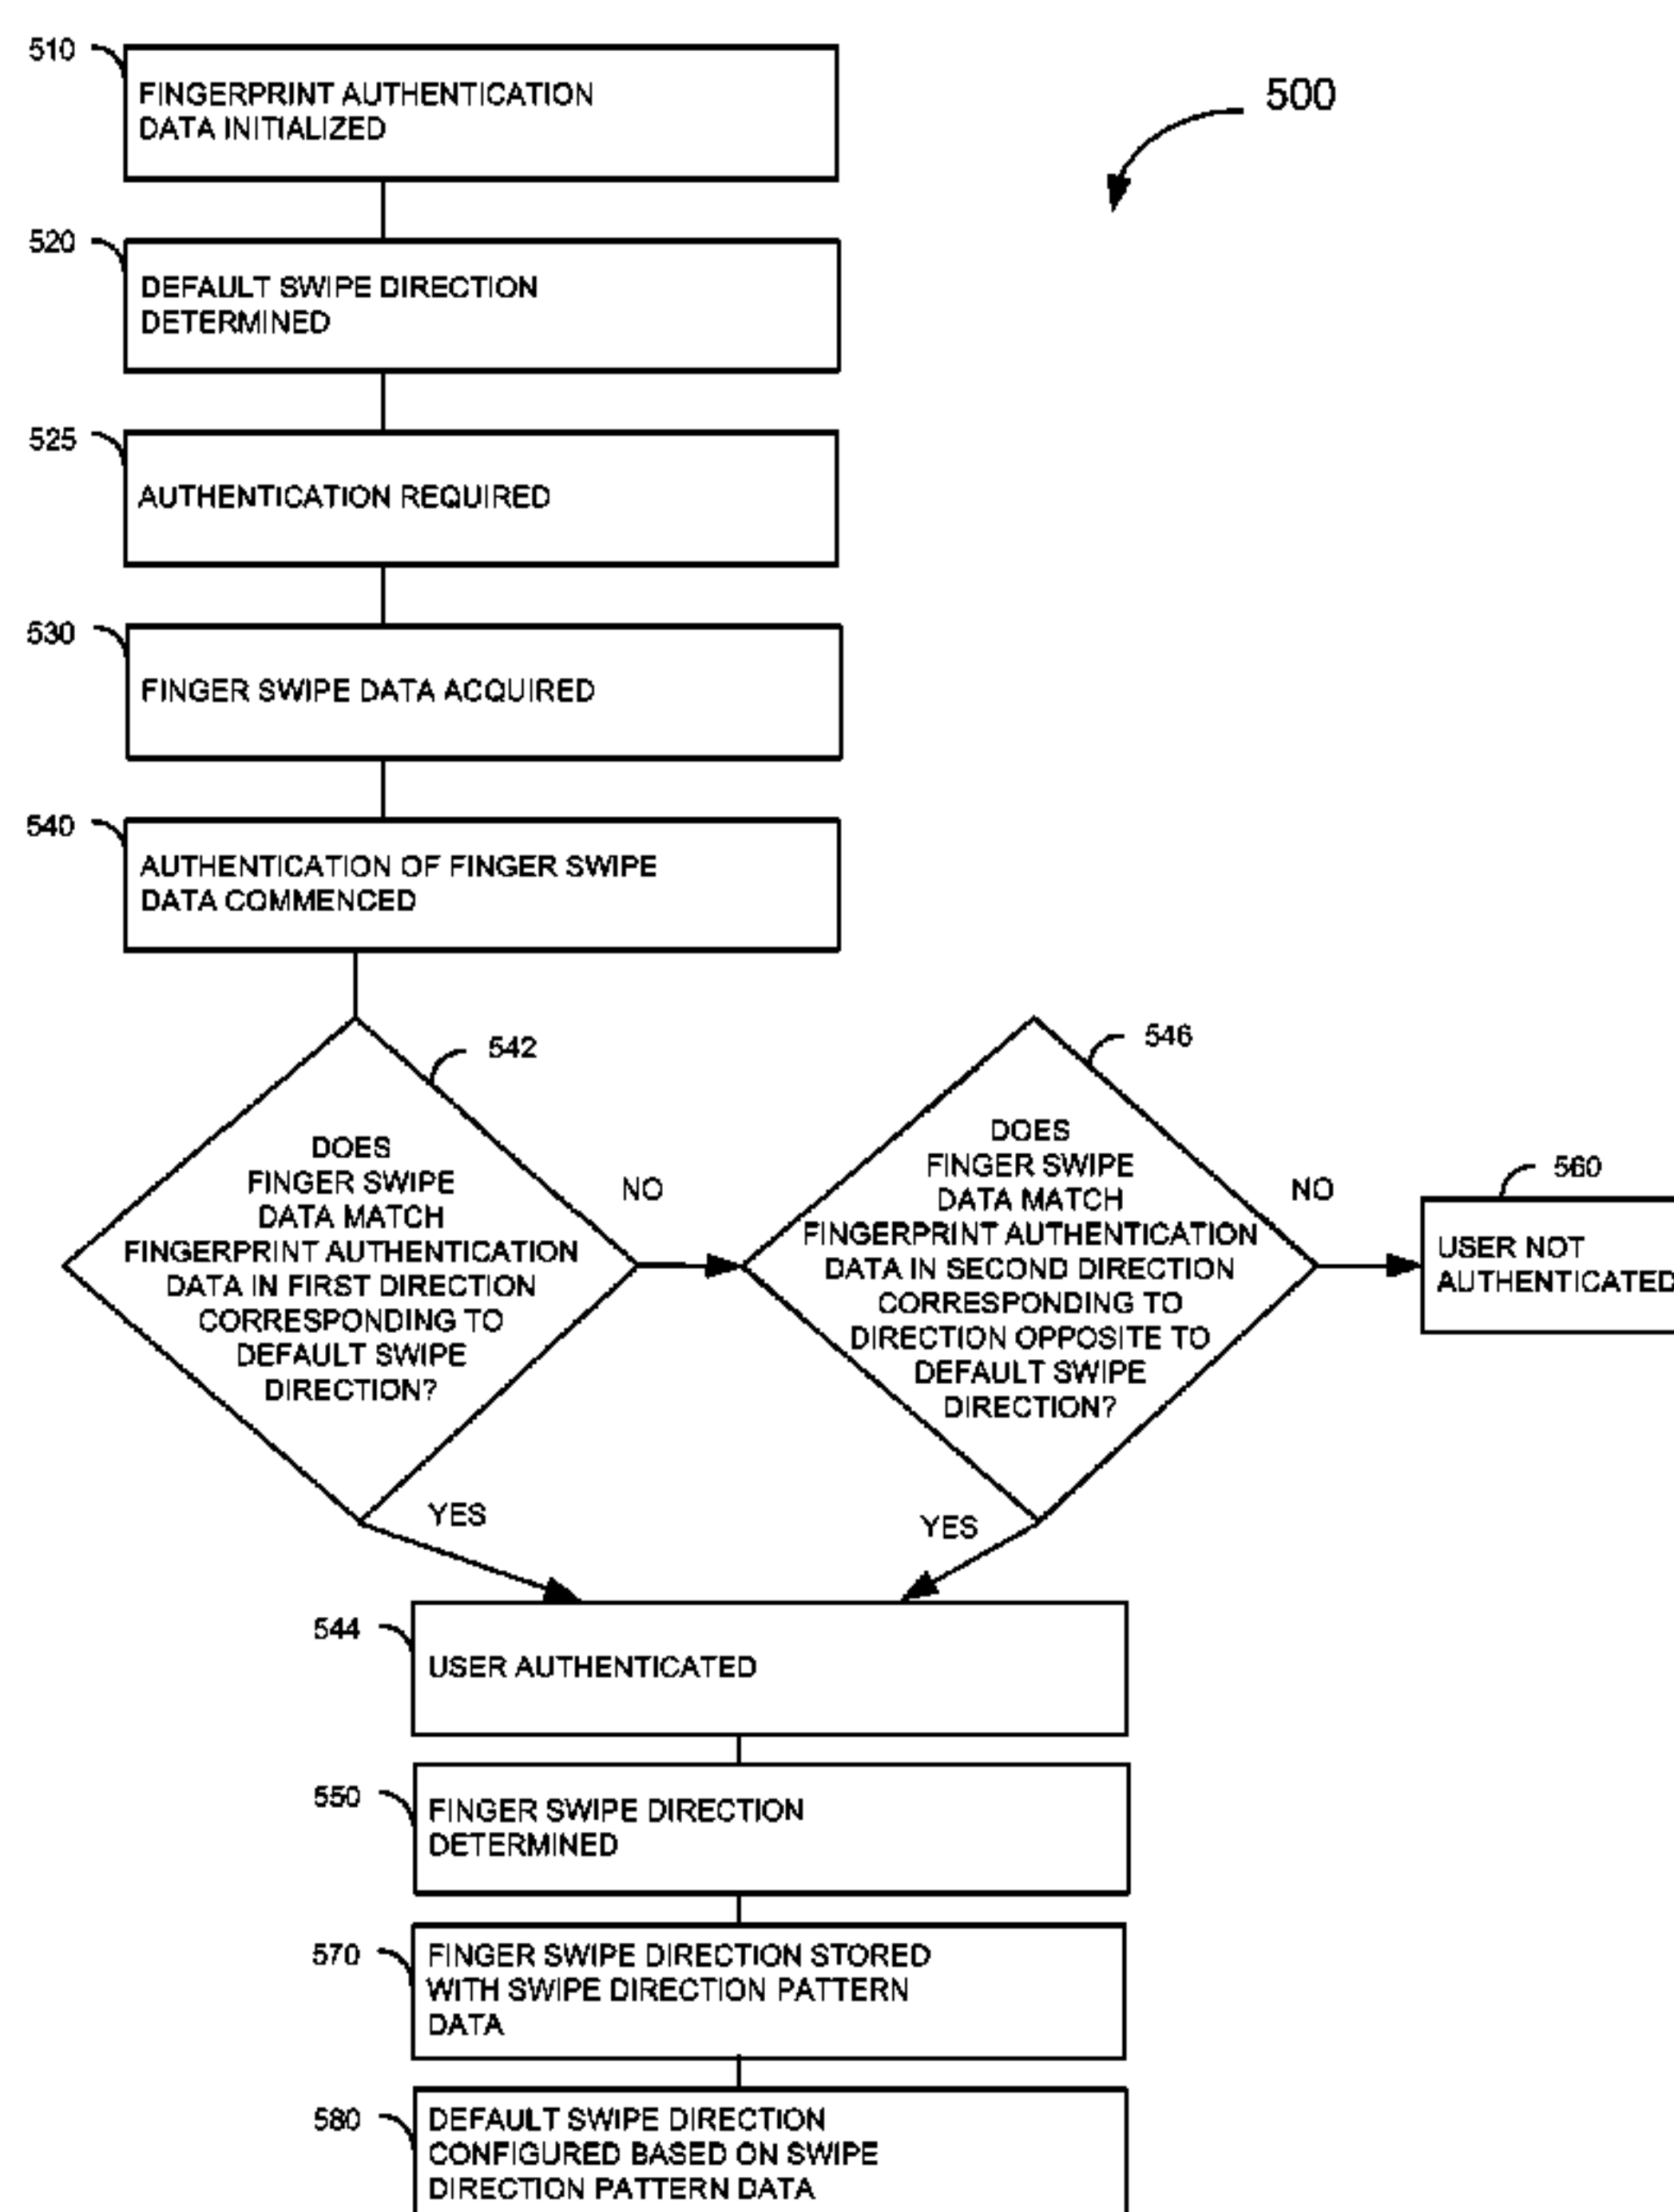 510
FINGERPRINT AUTHENTICATION
DATA INITIALIZED
500
520
DEFAULT SWIPE DIRECTION
DETERMINED
525
AUTHENTICATION REQUIRED
530
FINGER SWIPE DATA ACQUIRED
540
AUTHENTICATION OF FINGER SWIPE
DATA COMMENCED
542
DOES
FINGER SWIPE
DATA MATCH
FINGERPRINT AUTHENTICATION
DATA IN FIRST DIRECTION
CORRESPONDING TO
DEFAULT SWIPE
DIRECTION?
NO
YES
546
DOES
FINGER SWIPE
DATA MATCH
FINGERPRINT AUTHENTICATION
DATA IN SECOND DIRECTION
CORRESPONDING TO
DIRECTION OPPOSITE TO
DEFAULT SWIPE
DIRECTION?
NO
YES
560
USER NOT
AUTHENTICATED
544
USER AUTHENTICATED
550
FINGER SWIPE DIRECTION
DETERMINED
570
FINGER SWIPE DIRECTION STORED
WITH SWIPE DIRECTION PATTERN
DATA
580
DEFAULT SWIPE DIRECTION
CONFIGURED BASED ON SWIPE
DIRECTION PATTERN DATA